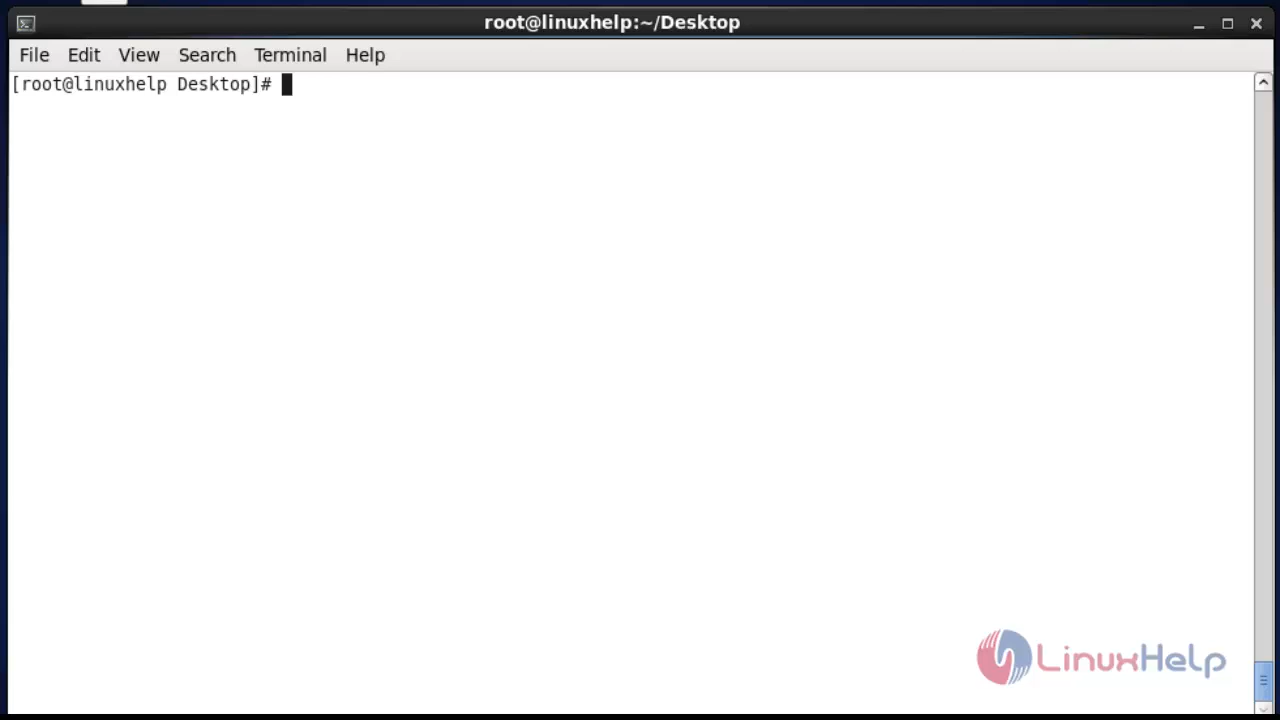 root@linuxhelp:~/Desktop
File Edit View Search Terminal Help
[root@linuxhelp Desktop]#
LinuxHelp